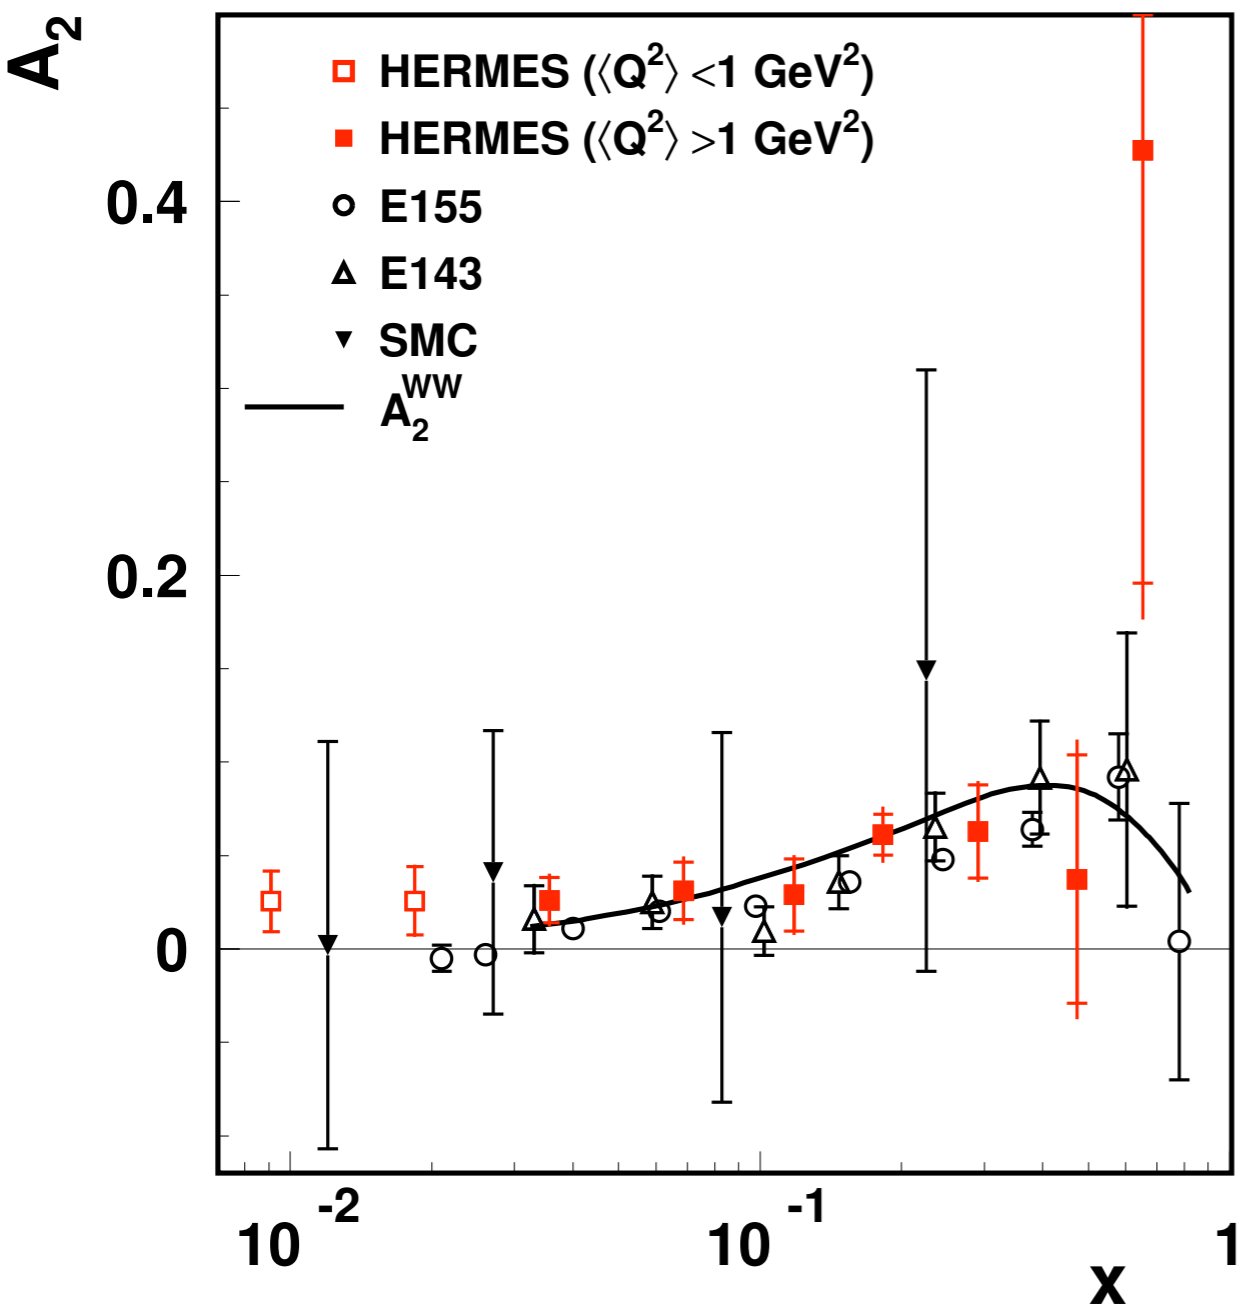 A₂
HERMES (⟨Q²⟩ <1 GeV²)
HERMES (⟨Q²⟩ >1 GeV²)
E155
E143
SMC
A₂ᵂᵂ
0.4
0.2
0
10⁻²
10⁻¹
1
x